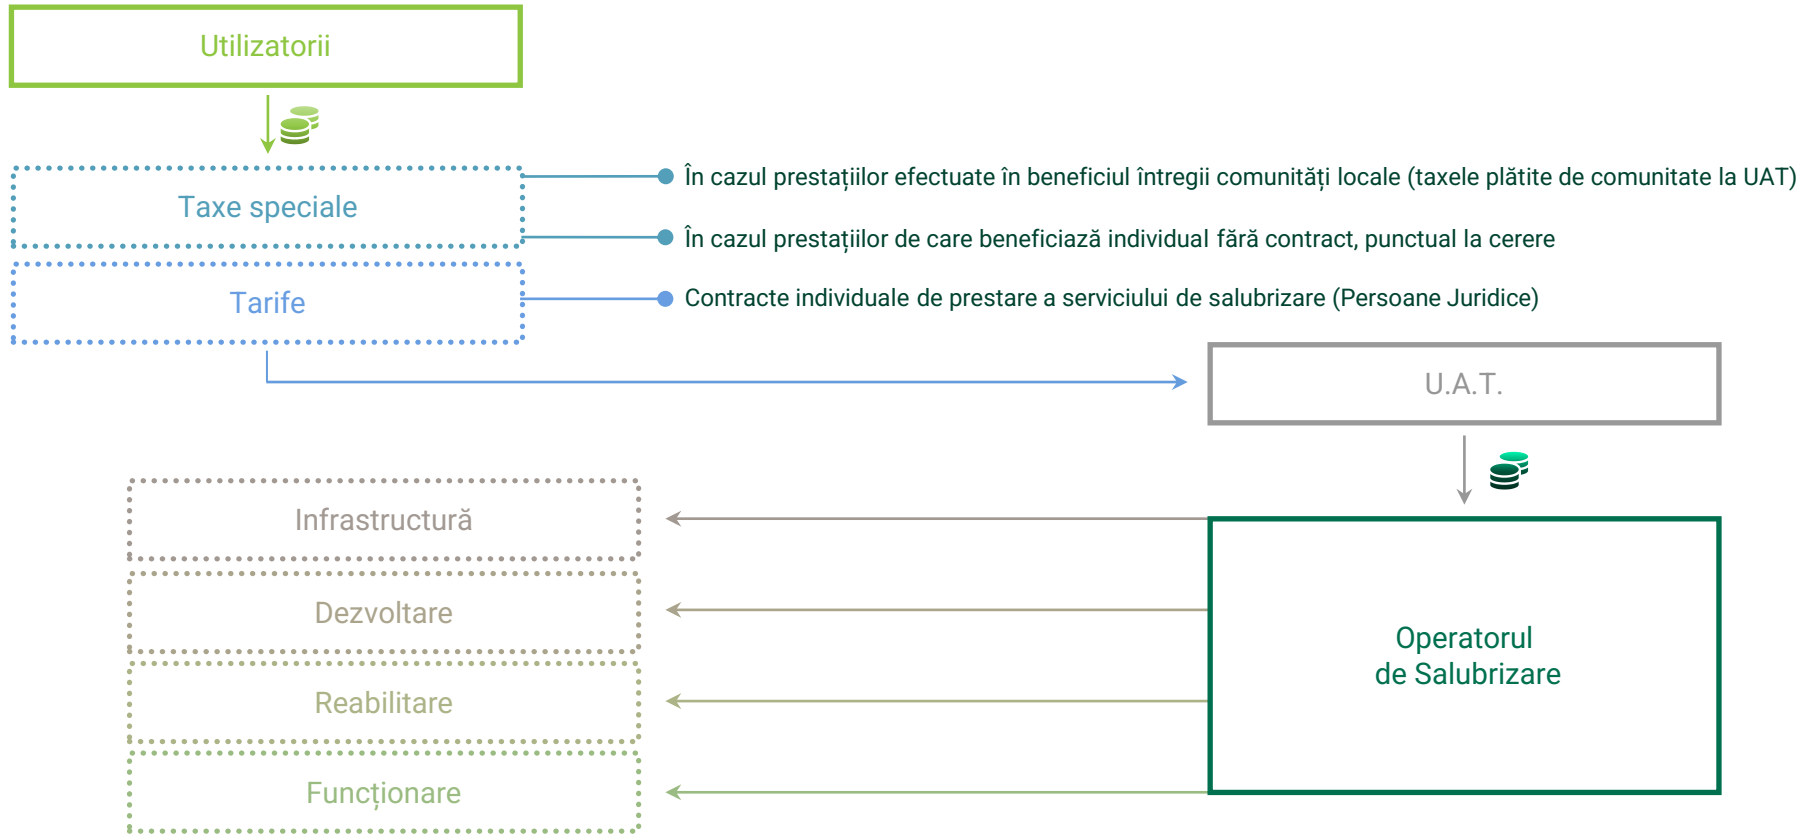 Utilizatorii
Taxe speciale
În cazul prestațiilor efectuate în beneficiul întregii comunități locale (taxele plătite de comunitate la UAT)
În cazul prestațiilor de care beneficiază individual fără contract, punctual la cerere
Tarife
Contracte individuale de prestare a serviciului de salubrizare (Persoane Juridice)
U.A.T.
Infrastructură
Dezvoltare
Reabilitare
Funcționare
Operatorul
de Salubrizare